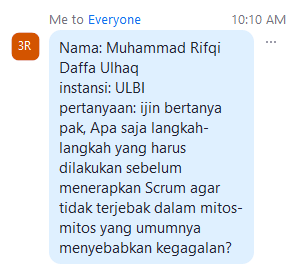 Me to Everyone 10:10 AM
3R
Nama: Muhammad Rifqi
Daffa Ulhaq
instansi: ULBI
pertanyaan: ijin bertanya
pak, Apa saja langkah-
langkah yang harus
dilakukan sebelum
menerapkan Scrum agar
tidak terjebak dalam mitos-
mitos yang umumnya
menyebabkan kegagalan?